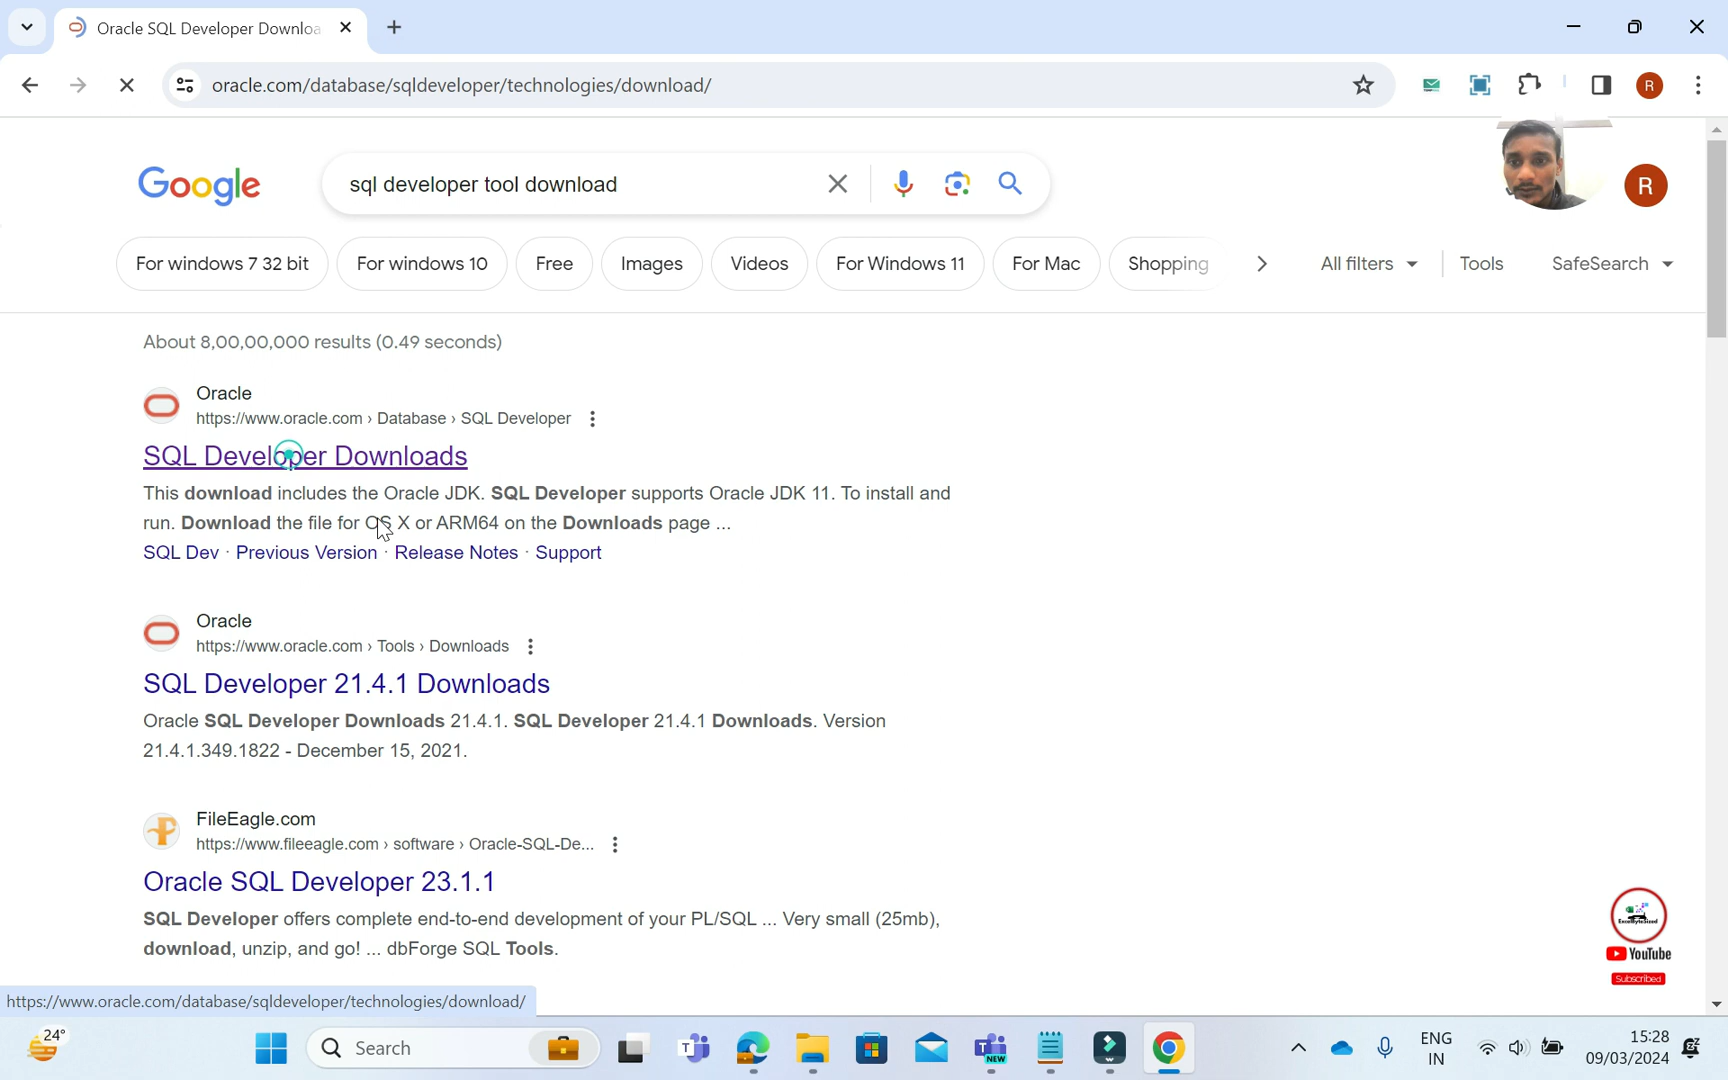 Oracle SQL Developer Downloa
oracle.com/database/sqldeveloper/technologies/download/
R
Google
sql developer tool download
R
For windows 7 32 bit
For windows 10
Free
Images
Videos
For Windows 11
For Mac
Shopping
All filters
Tools
SafeSearch
About 8,00,00,000 results (0.49 seconds)
Oracle
https://www.oracle.com › Database › SQL Developer
SQL Developer Downloads
This download includes the Oracle JDK. SQL Developer supports Oracle JDK 11. To install and
run. Download the file for OS X or ARM64 on the Downloads page ...
SQL Dev · Previous Version · Release Notes · Support
Oracle
https://www.oracle.com › Tools › Downloads
SQL Developer 21.4.1 Downloads
Oracle SQL Developer Downloads 21.4.1. SQL Developer 21.4.1 Downloads. Version
21.4.1.349.1822 - December 15, 2021.
FileEagle.com
https://www.fileeagle.com › software › Oracle-SQL-De...
Oracle SQL Developer 23.1.1
SQL Developer offers complete end-to-end development of your PL/SQL ... Very small (25mb),
download, unzip, and go! ... dbForge SQL Tools.
YouTube
Subscribed
https://www.oracle.com/database/sqldeveloper/technologies/download/
24°
Search
NEW
ENG
IN
15:28
09/03/2024